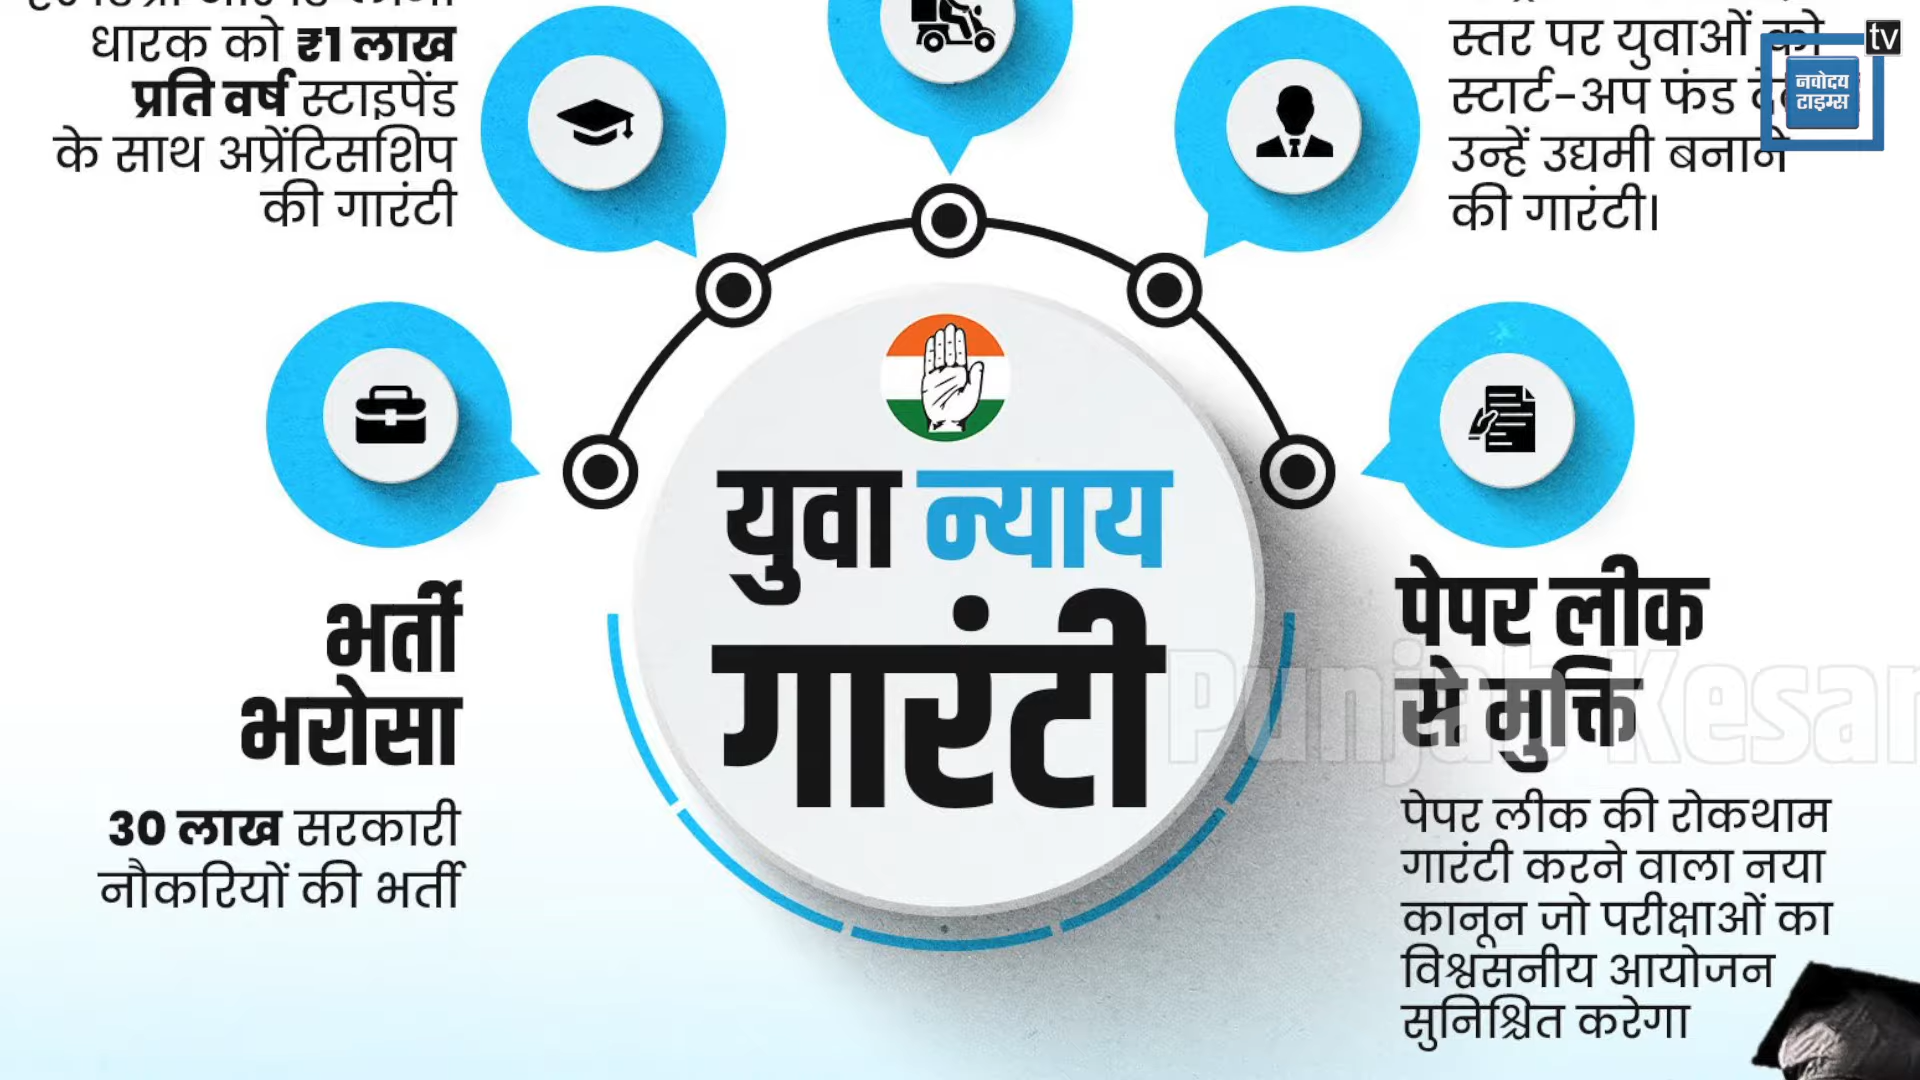 धारक को ₹1 लाख
प्रति वर्ष स्टाइपेंड
के साथ अप्रेंटिसशिप
की गारंटी
स्तर पर युवाओं को
स्टार्ट-अप फंड
उन्हें उद्यमी बनाने
की गारंटी।
tv
नवोदय
टाइम्स
युवा न्याय
गारंटी
भर्ती
भरोसा
30 लाख सरकारी
नौकरियों की भर्ती
पेपर लीक
से मुक्ति
पेपर लीक की रोकथाम
गारंटी करने वाला नया
कानून जो परीक्षाओं का
विश्वसनीय आयोजन
सुनिश्चित करेगा
Punjab Kesari